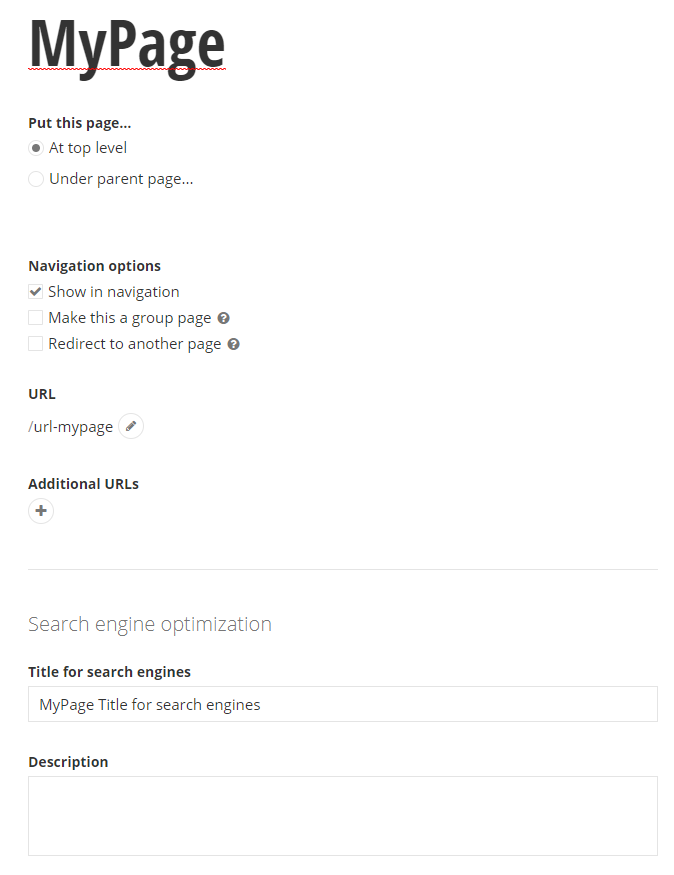 MyPage
Put this page...
At top level
Under parent page...
Navigation options
Show in navigation
Make this a group page
Redirect to another page
URL
/url-mypage
Additional URLs
Search engine optimization
Title for search engines
MyPage Title for search engines
Description